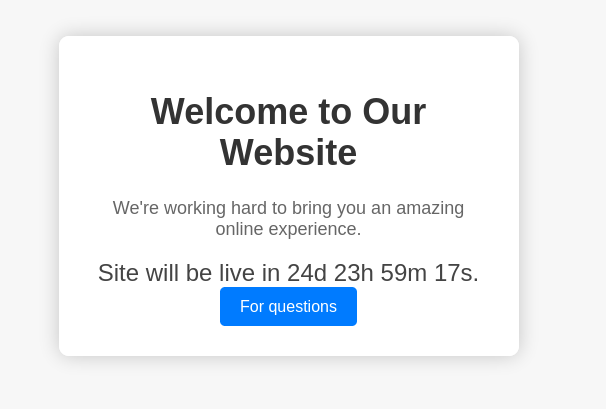 Welcome to Our
Website
We're working hard to bring you an amazing
online experience.
Site will be live in 24d 23h 59m 17s.
For questions